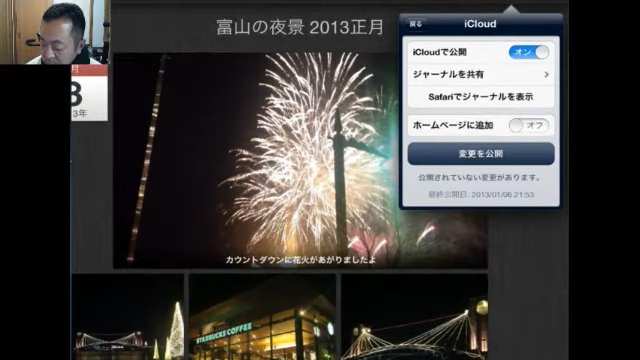 富山の夜景 2013正月
戻る
iCloud
iCloudで公開
オン
ジャーナルを共有
Safariでジャーナルを表示
ホームページに追加
オフ
変更を公開
公開されていない変更があります。
最終公開日: 2013/01/06 21:53
月
3年
カウントダウンに花火があがりましたよ
STARBUCKS COFFEE